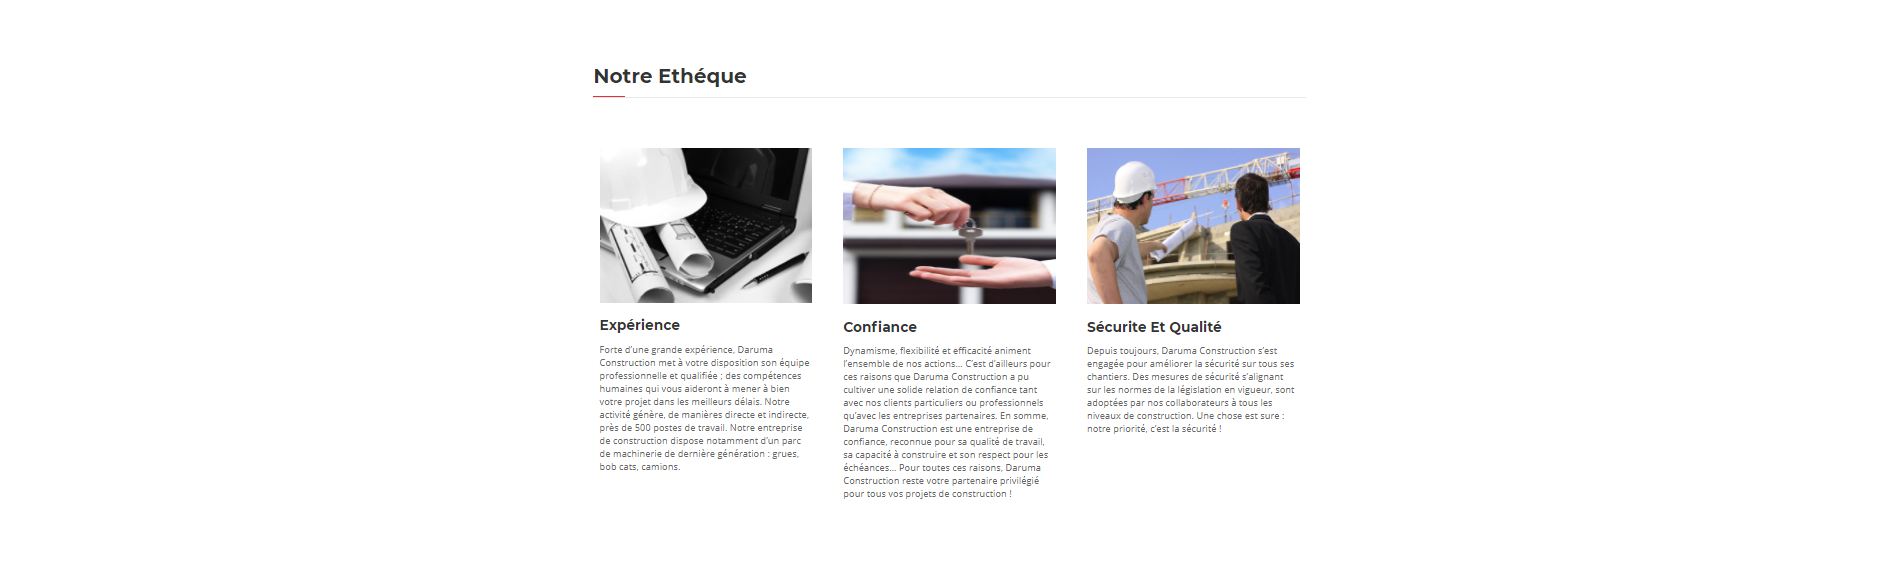 Notre Ethéque
Expérience
Forte d’une grande expérience, Daruma
Construction met à votre disposition son équipe
professionnelle et qualifiée ; des compétences
humaines qui vous aideront à mener à bien
votre projet dans les meilleurs délais. Notre
activité génère, de manières directe et indirecte,
près de 500 postes de travail. Notre entreprise
de construction dispose notamment d’un parc
de machinerie de dernière génération : grues,
bob cats, camions.
Confiance
Dynamisme, flexibilité et efficacité animent
l’ensemble de nos actions… C’est d’ailleurs pour
ces raisons que Daruma Construction a pu
cultiver une solide relation de confiance tant
avec nos clients particuliers ou professionnels
qu’avec les entreprises partenaires. En somme,
Daruma Construction est une entreprise de
confiance, reconnue pour sa qualité de travail,
sa capacité à construire et son respect pour les
échéances… Pour toutes ces raisons, Daruma
Construction reste votre partenaire privilégié
pour tous vos projets de construction !
Sécurite Et Qualité
Depuis toujours, Daruma Construction s’est
engagée pour améliorer la sécurité sur tous ses
chantiers. Des mesures de sécurité s’alignant
sur les normes de la législation en vigueur, sont
adoptées par nos collaborateurs à tous les
niveaux de construction. Une chose est sure :
notre priorité, c’est la sécurité !